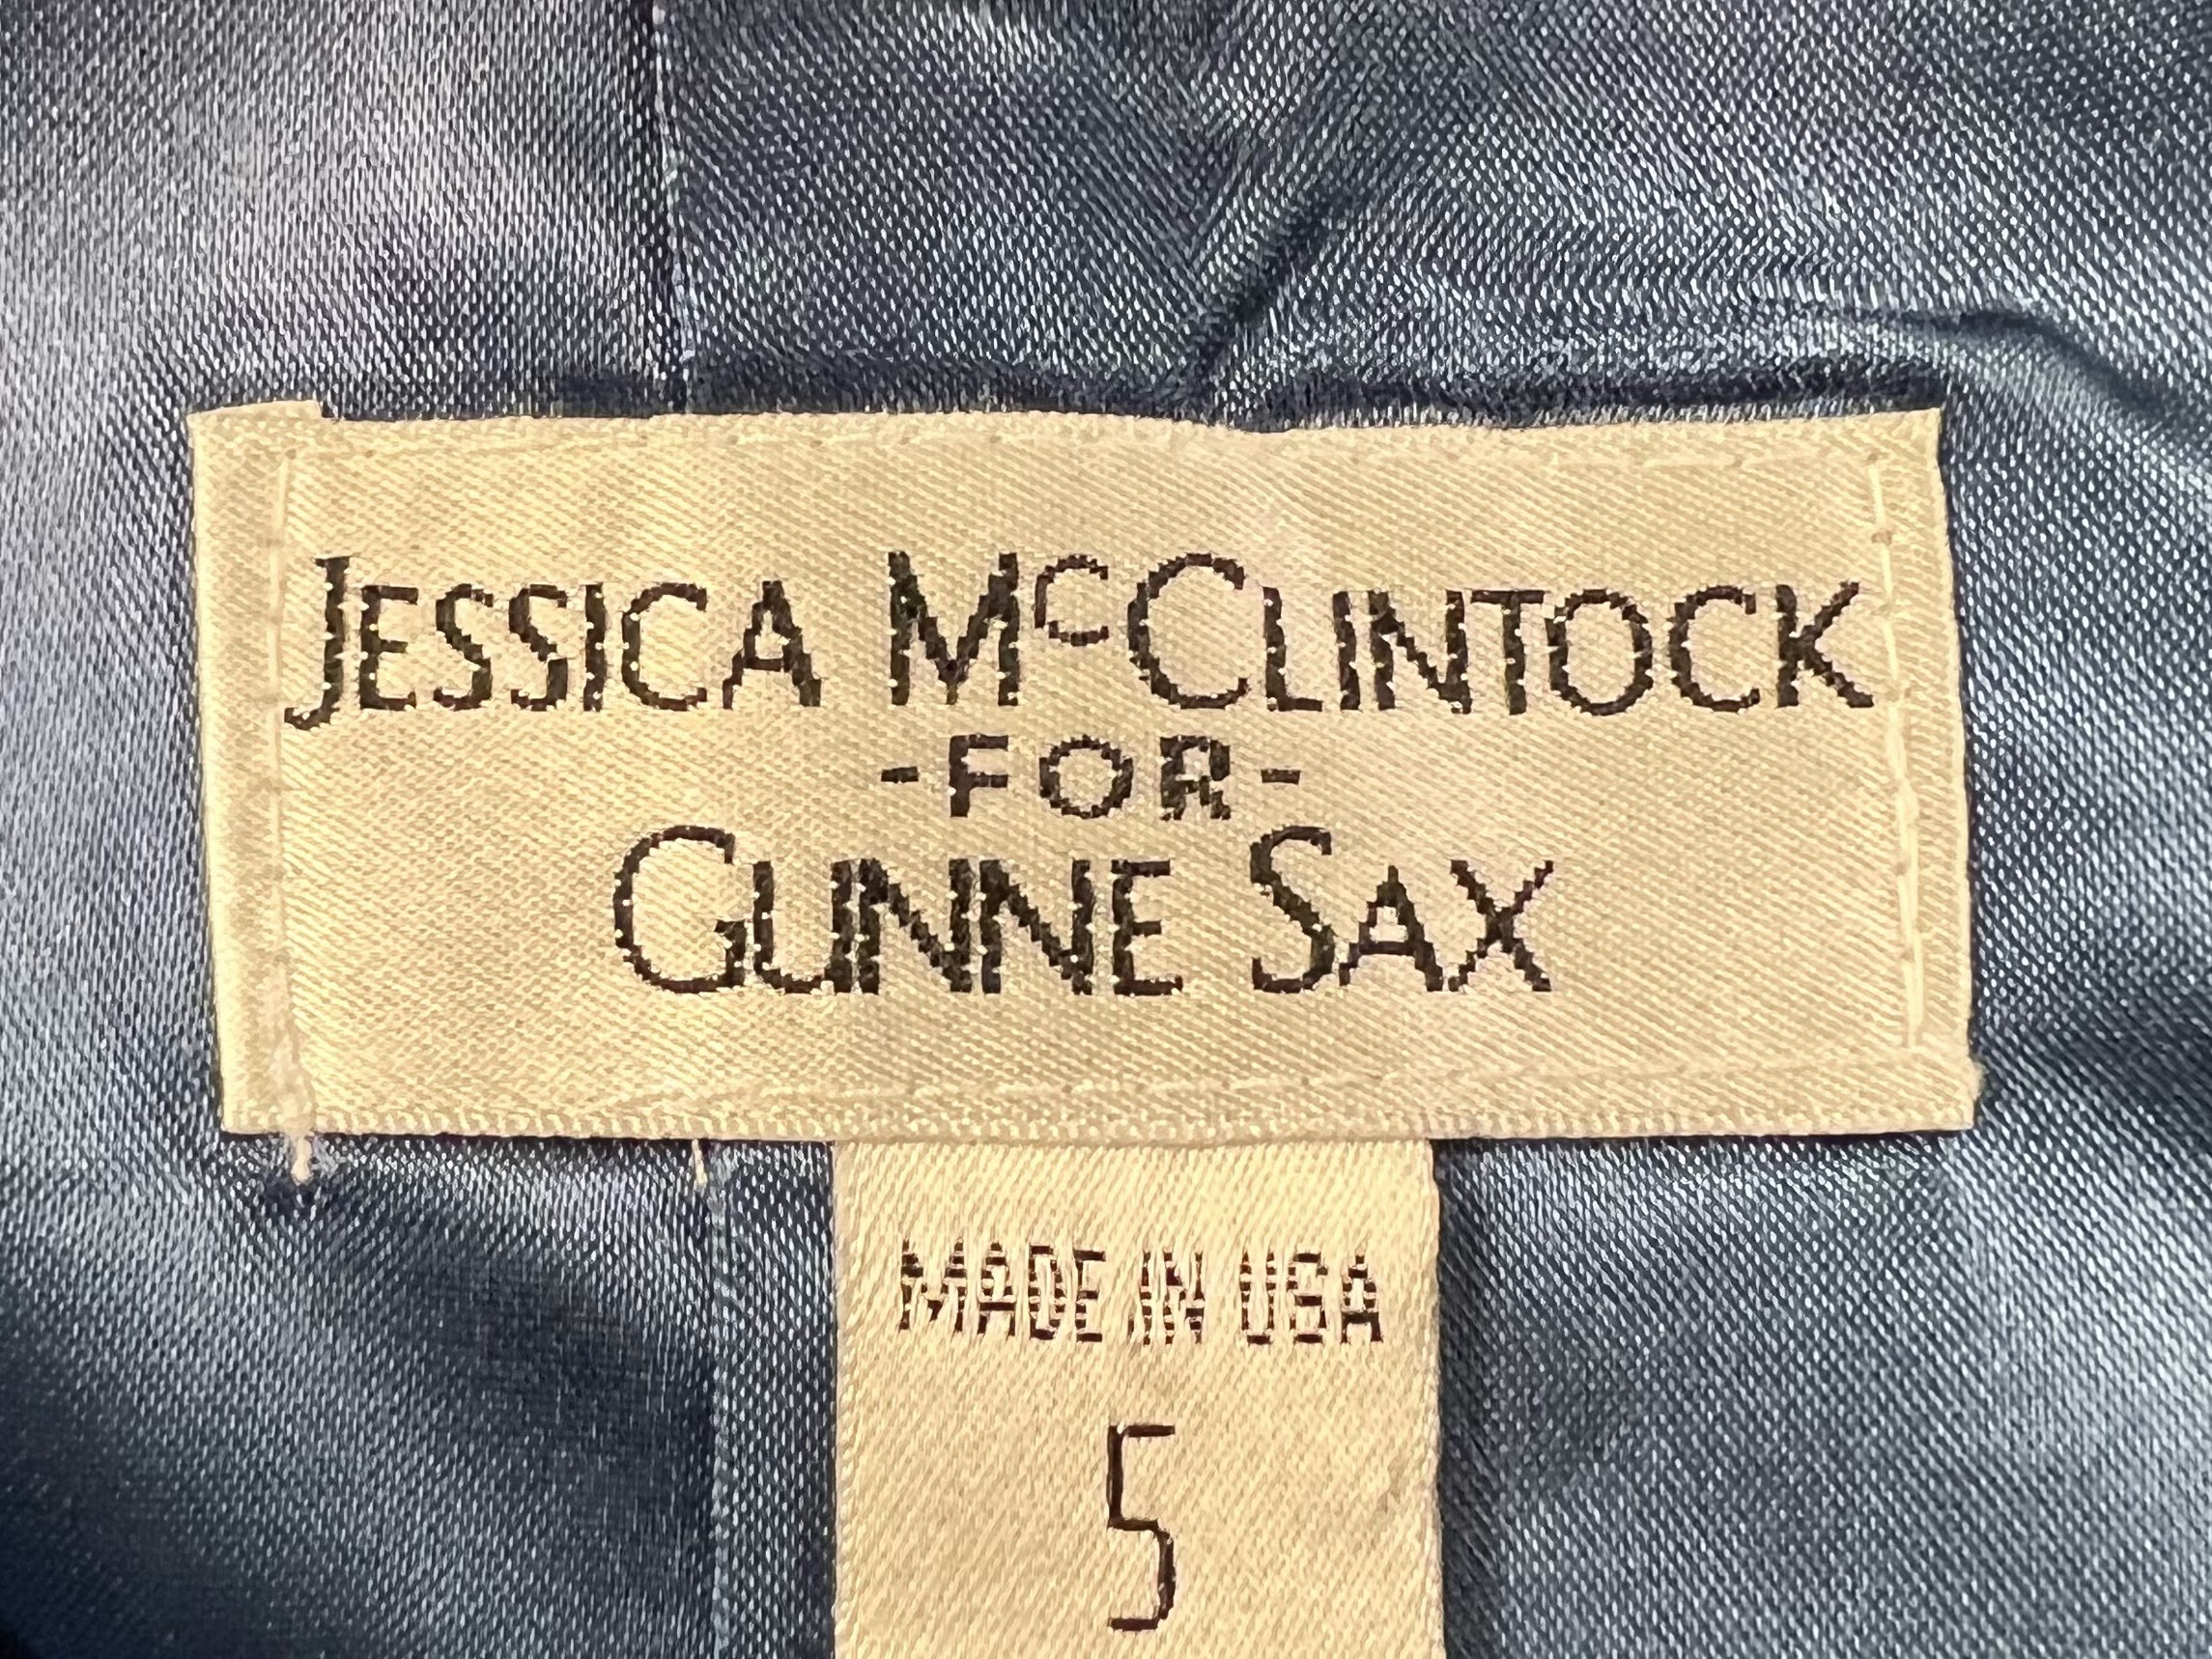 JESSICA McCLINTOCK
-FOR-
GUNNE SAX
MADE IN USA
5